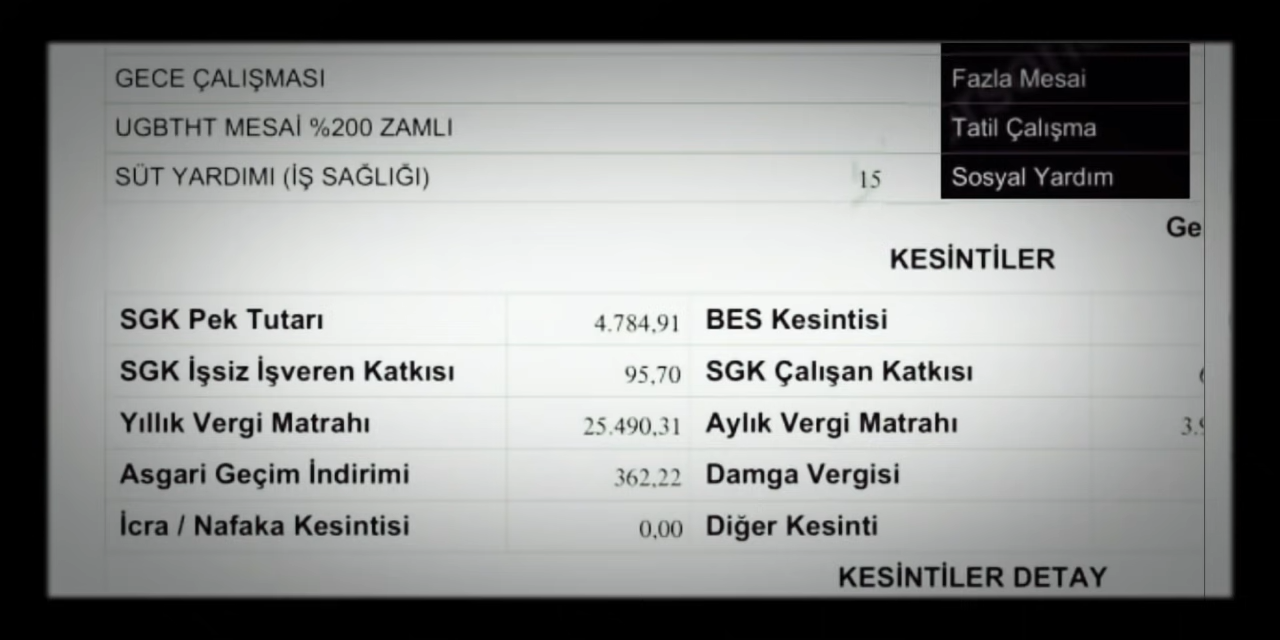 GECE ÇALIŞMASI Fazla Mesai
UGBTHT MESAİ %200 ZAMLI Tatil Çalışma
SÜT YARDIMI (İŞ SAĞLIĞI) 15 Sosyal Yardım
Ge
KESİNTİLER
SGK Pek Tutarı 4.784,91 BES Kesintisi
SGK İşsiz İşveren Katkısı 95,70 SGK Çalışan Katkısı
Yıllık Vergi Matrahı 25.490,31 Aylık Vergi Matrahı 3.9
Asgari Geçim İndirimi 362,22 Damga Vergisi
İcra / Nafaka Kesintisi 0,00 Diğer Kesinti
KESİNTİLER DETAY